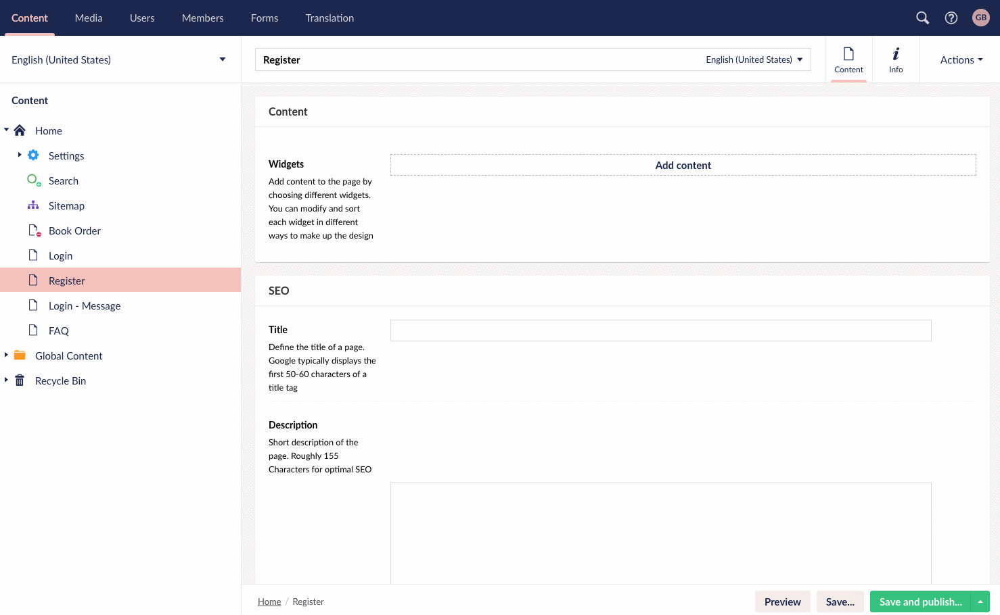 Content Media Users Members Forms Translation GB
English (United States)
Content
Home
Settings
Search
Sitemap
Book Order
Login
Register
Login - Message
FAQ
Global Content
Recycle Bin
Register English (United States)
Content
Info
Actions
Content
Widgets
Add content to the page by
choosing different widgets.
You can modify and sort
each widget in different
ways to make up the design
Add content
SEO
Title
Define the title of a page.
Google typically displays the
first 50-60 characters of a
title tag
Description
Short description of the
page. Roughly 155
Characters for optimal SEO
Home / Register
Preview Save... Save and publish...